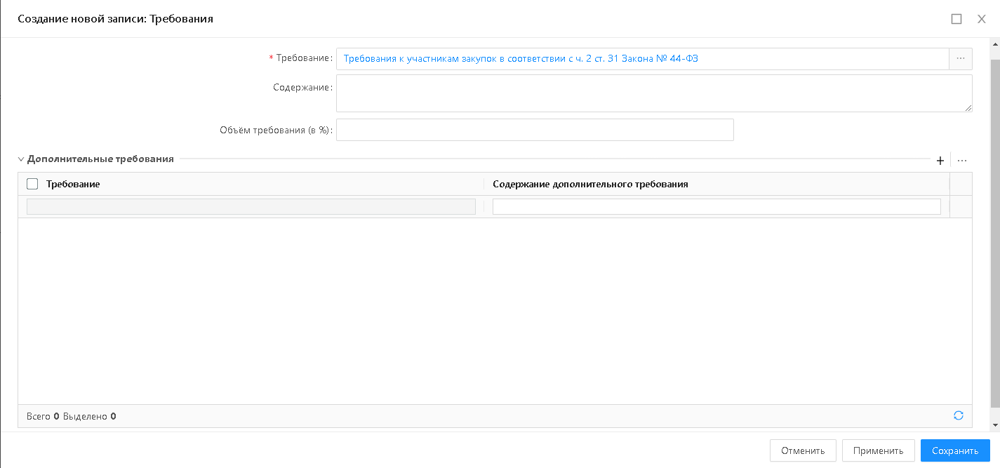 Создание новой записи: Требования
* Требование: Требования к участникам закупок в соответствии с ч. 2 ст. 31 Закона № 44-ФЗ ...
Содержание:
Объём требования (в %):
Дополнительные требования + ...
Требование Содержание дополнительного требования
Всего 0 Выделено 0
Отменить Применить Сохранить